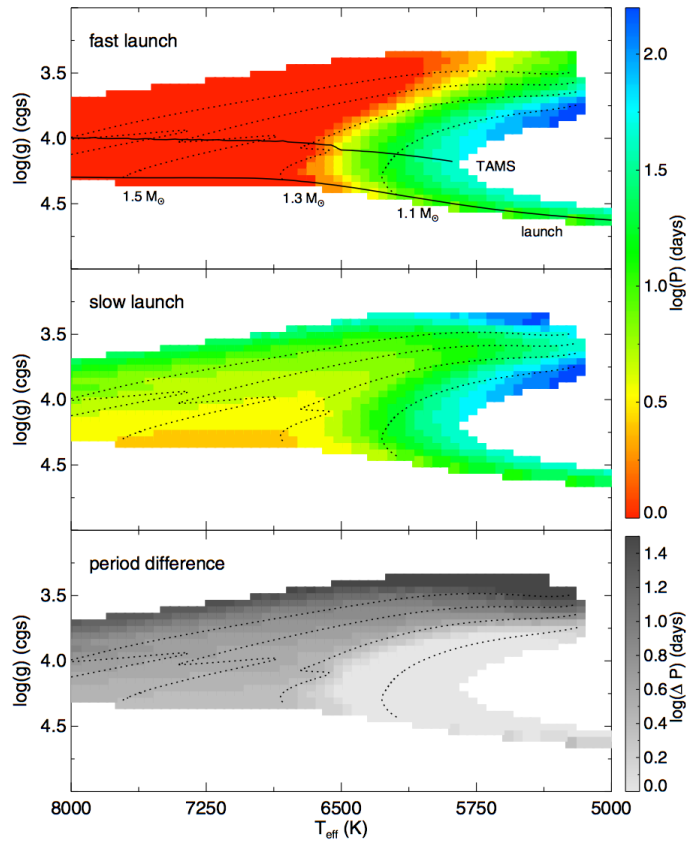 fast launch
3.5
4.0
4.5
log(g) (cgs)
1.5 M⊙
1.3 M⊙
1.1 M⊙
TAMS
launch
2.0
1.5
1.0
0.5
0.0
log(P) (days)
slow launch
3.5
4.0
4.5
log(g) (cgs)
period difference
3.5
4.0
4.5
log(g) (cgs)
1.4
1.2
1.0
0.8
0.6
0.4
0.2
0.0
log(Δ P) (days)
8000 7250 6500 5750 5000
T_eff (K)